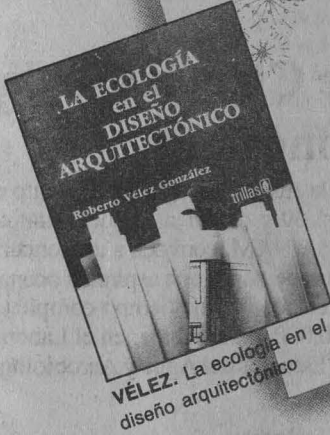 LA ECOLOGÍA
en el
DISEÑO
ARQUITECTÓNICO
Roberto Vélez González
trillas
VÉLEZ. La ecología en el
diseño arquitectónico